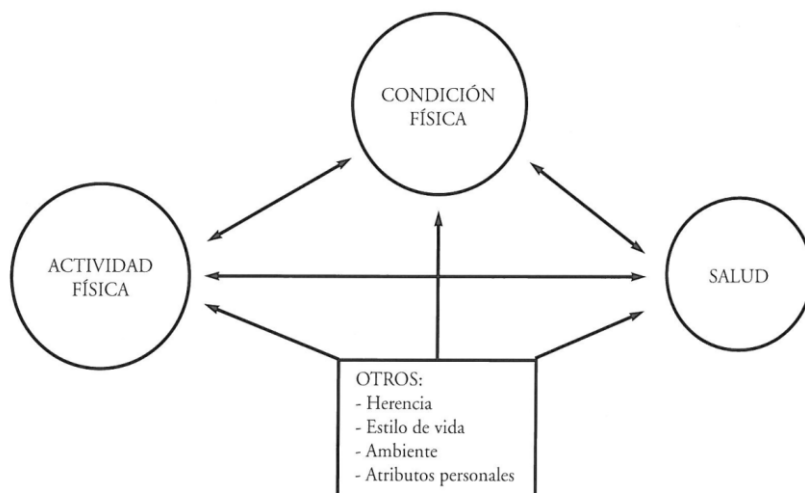 CONDICIÓN
FÍSICA
ACTIVIDAD
FÍSICA
SALUD
OTROS:
- Herencia
- Estilo de vida
- Ambiente
- Atributos personales